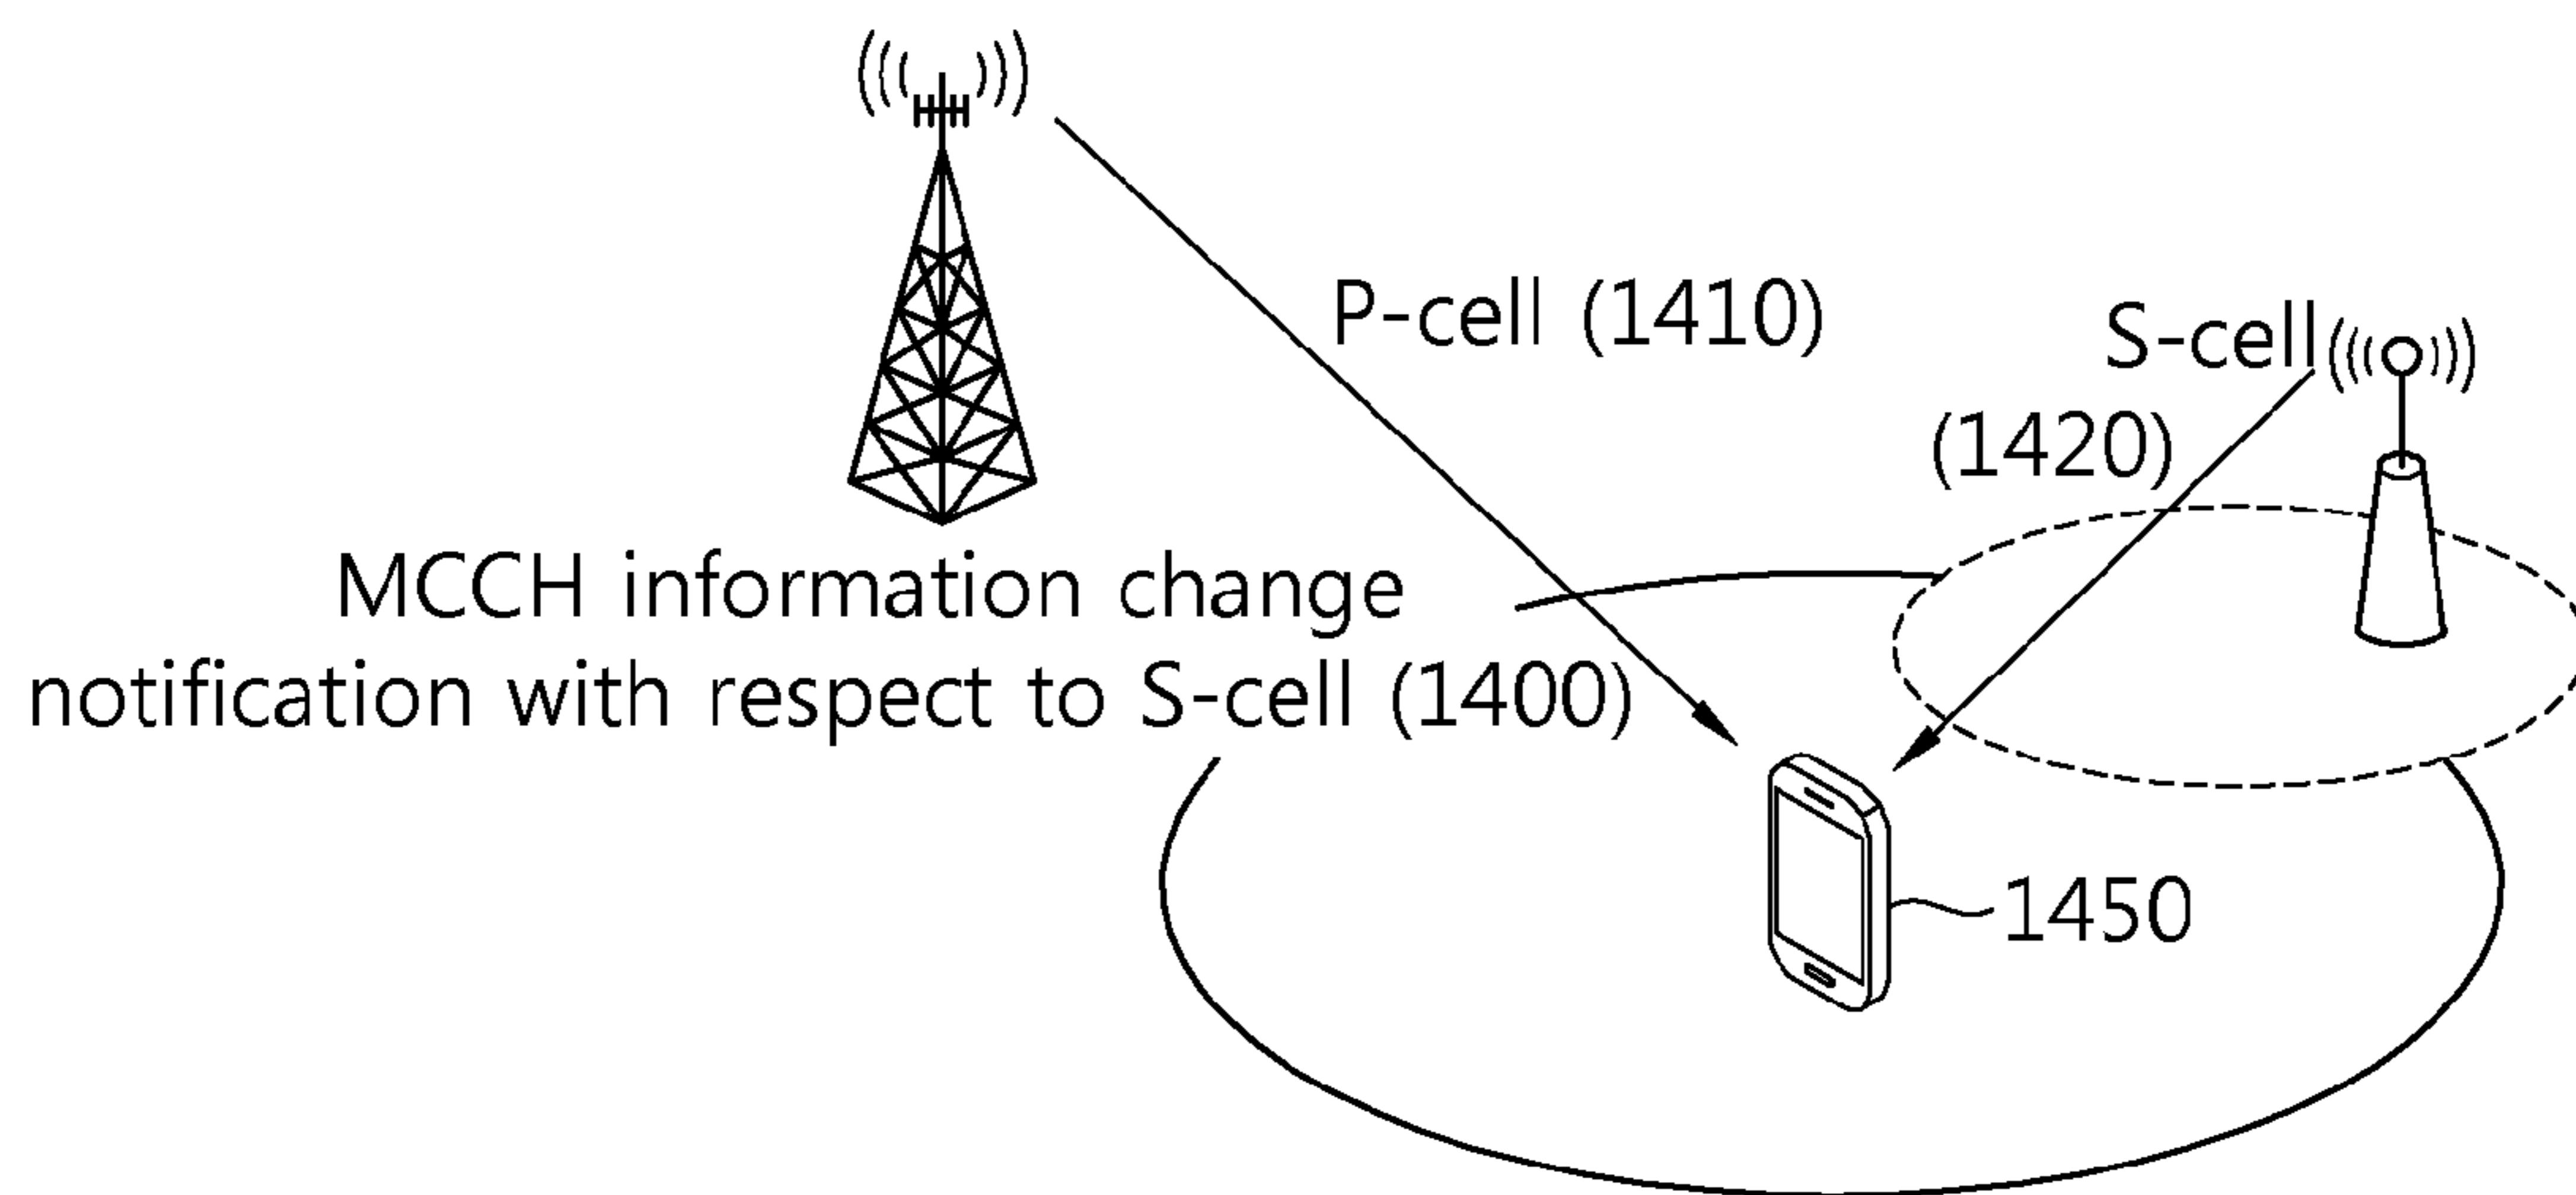 P-cell (1410)
S-cell
(1420)
MCCH information change
notification with respect to S-cell (1400)
1450